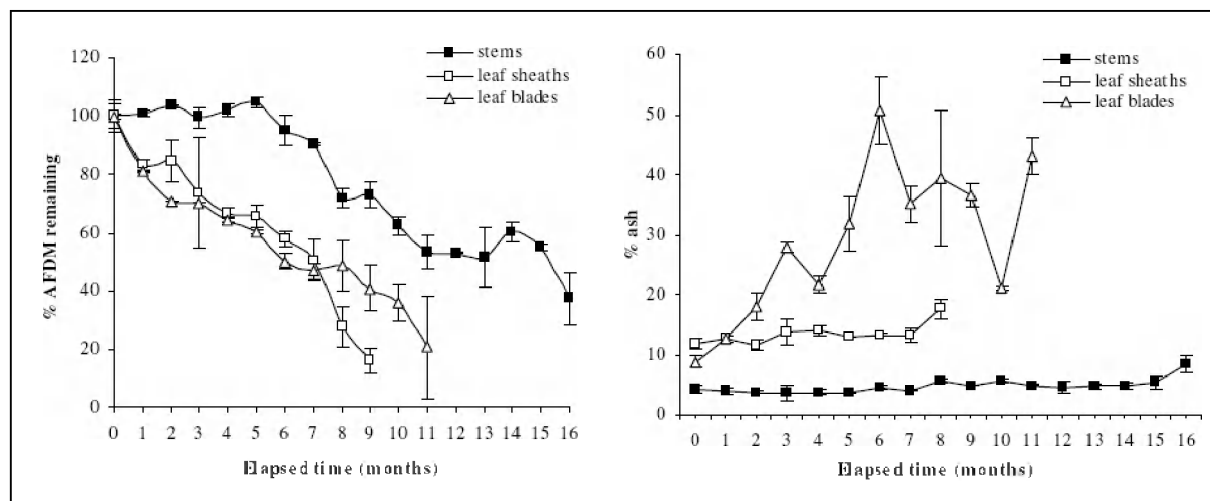 120
100
80
60
40
20
0
% AFDM remaining
stems
leaf sheaths
leaf blades
0 1 2 3 4 5 6 7 8 9 10 11 12 13 14 15 16
Elapsed time (months)
60
50
40
30
20
10
0
% ash
stems
leaf sheaths
leaf blades
0 1 2 3 4 5 6 7 8 9 10 11 12 13 14 15 16
Elapsed time (months)